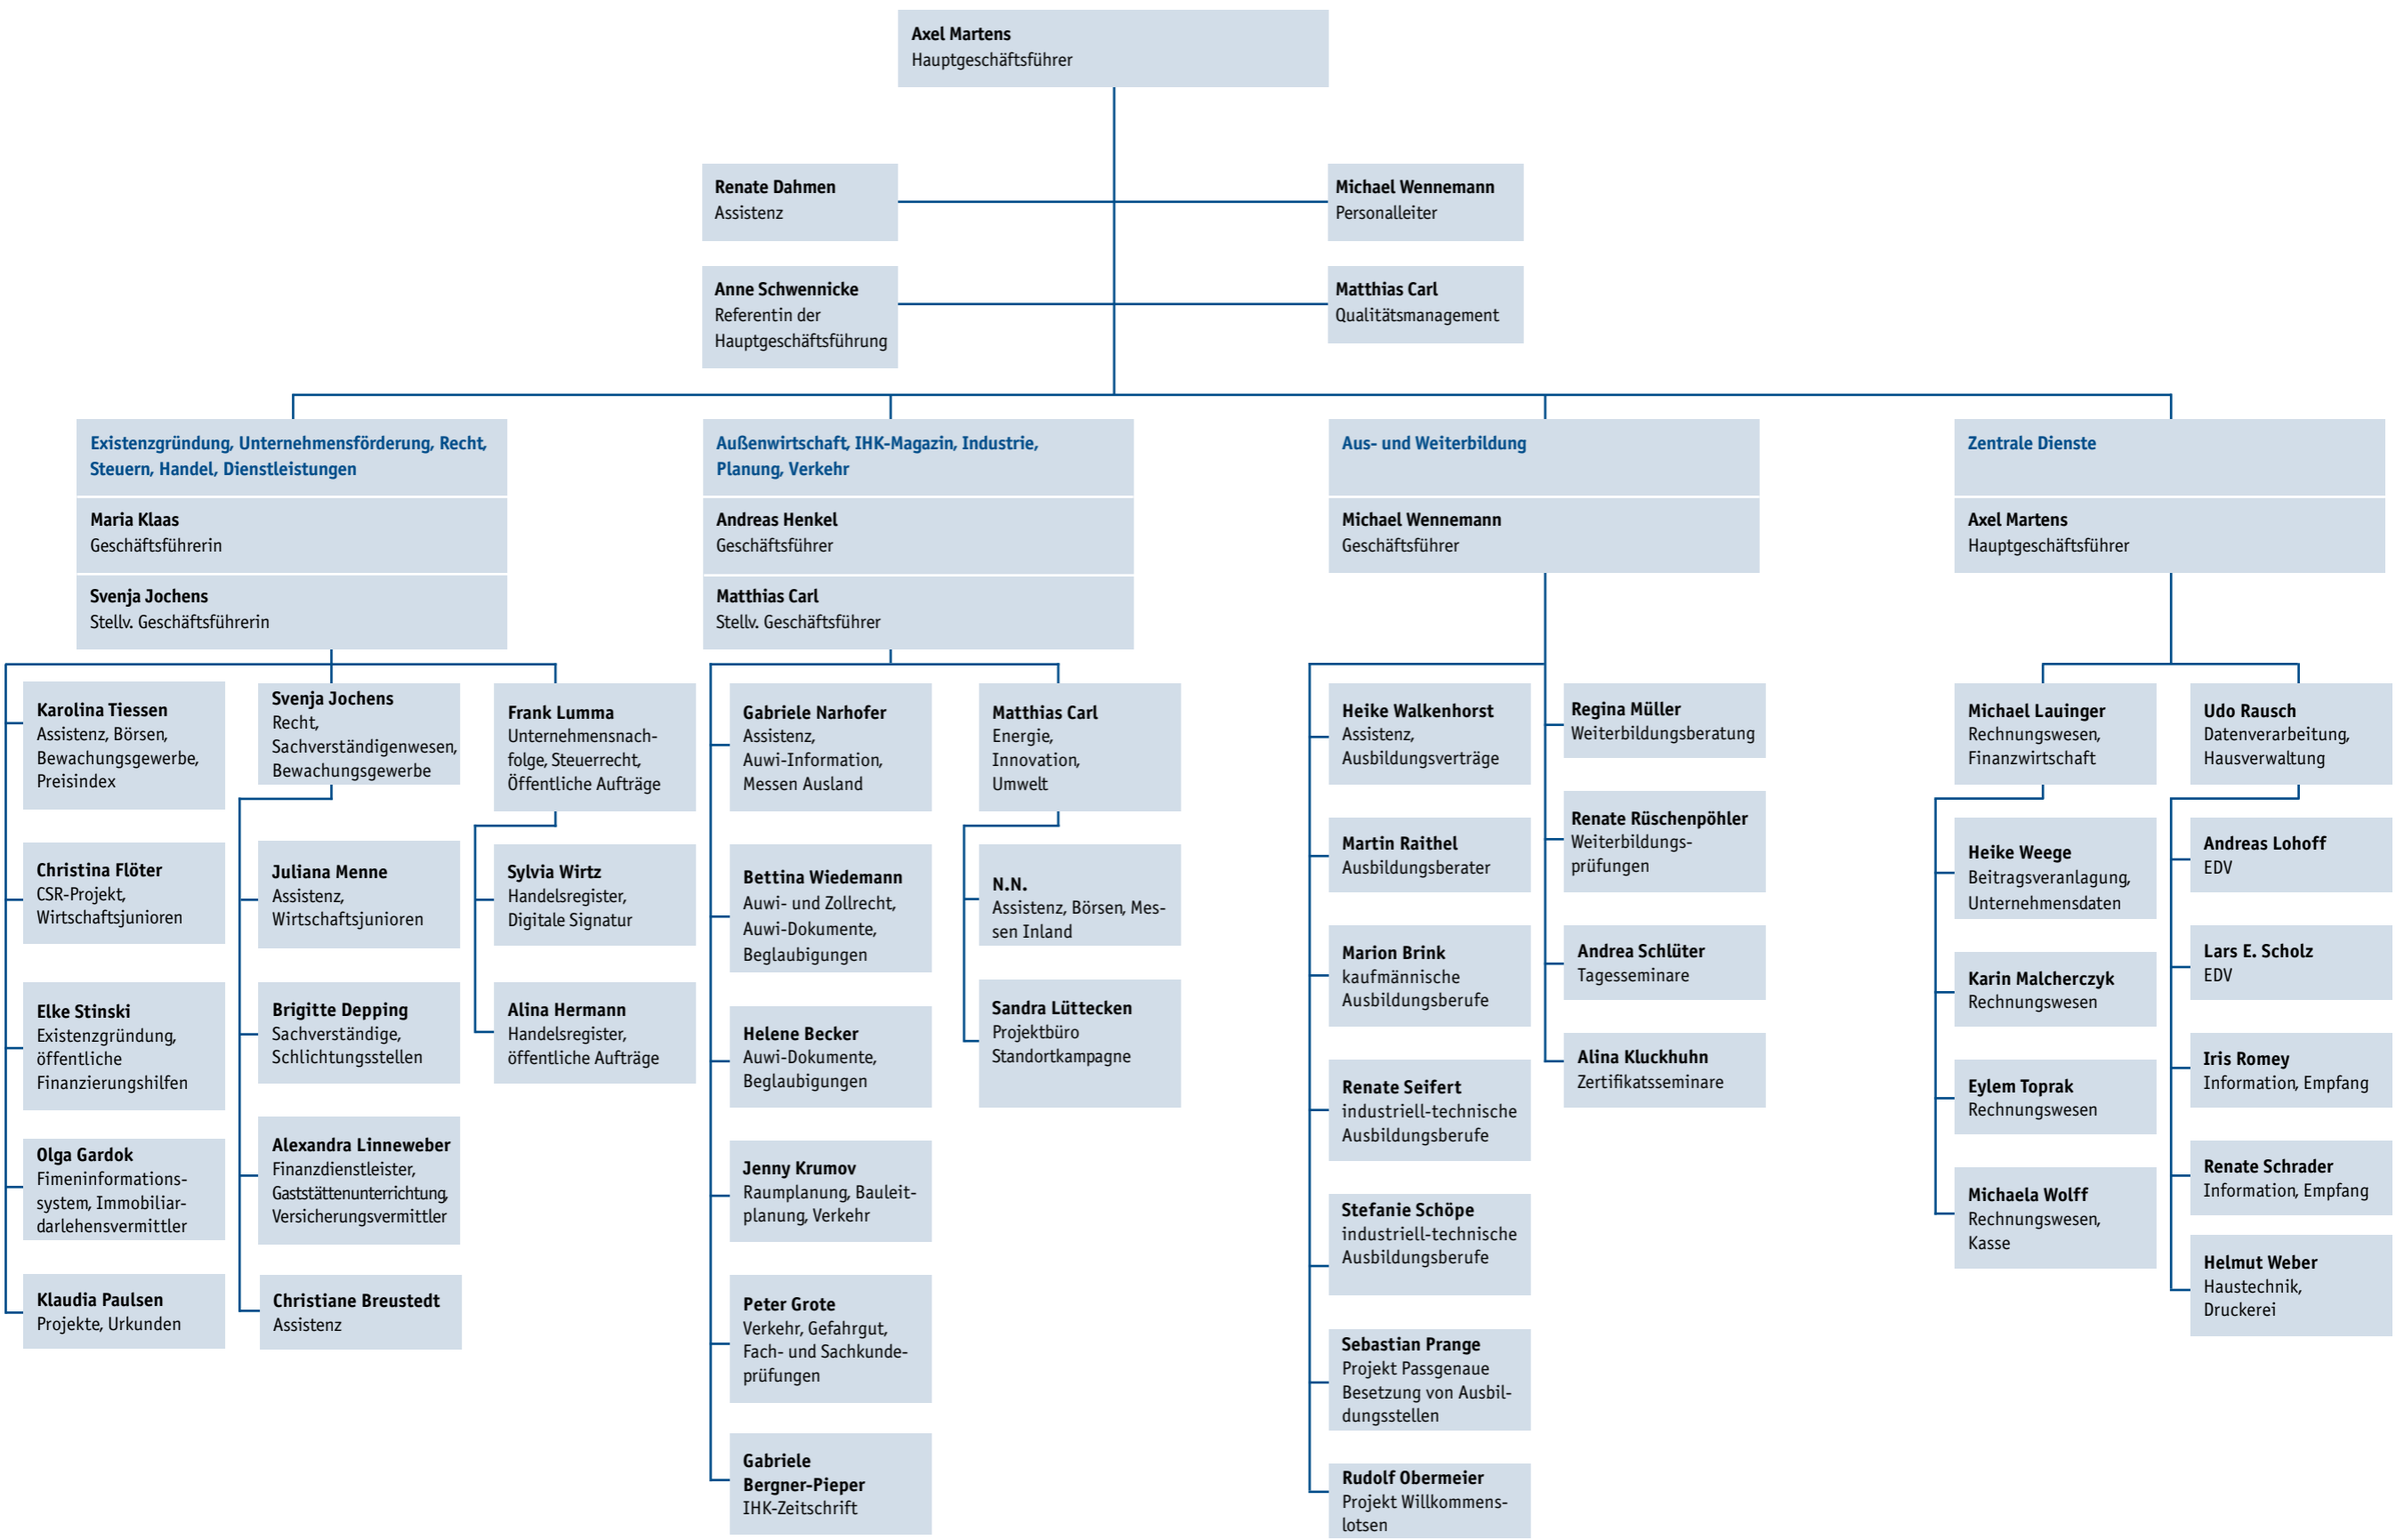 Axel Martens
Hauptgeschäftsführer
Renate Dahmen
Assistenz
Michael Wennemann
Personalleiter
Anne Schwennicke
Referentin der
Hauptgeschäftsführung
Matthias Carl
Qualitätsmanagement
Existenzgründung, Unternehmensförderung, Recht,
Steuern, Handel, Dienstleistungen
Maria Klaas
Geschäftsführerin
Svenja Jochens
Stellv. Geschäftsführerin
Karolina Tiessen
Assistenz, Börsen,
Bewachungsgewerbe,
Preisindex
Christina Flöter
CSR-Projekt,
Wirtschaftsjunioren
Elke Stinski
Existenzgründung,
öffentliche
Finanzierungshilfen
Olga Gardok
Fimeninformations-
system, Immobiliar-
darlehensvermittler
Klaudia Paulsen
Projekte, Urkunden
Svenja Jochens
Recht,
Sachverständigenwesen,
Bewachungsgewerbe
Juliana Menne
Assistenz,
Wirtschaftsjunioren
Brigitte Depping
Sachverständige,
Schlichtungsstellen
Alexandra Linneweber
Finanzdienstleister,
Gaststättenunterrichtung,
Versicherungsvermittler
Christiane Breustedt
Assistenz
Frank Lumma
Unternehmensnach-
folge, Steuerrecht,
Öffentliche Aufträge
Sylvia Wirtz
Handelsregister,
Digitale Signatur
Alina Hermann
Handelsregister,
öffentliche Aufträge
Außenwirtschaft, IHK-Magazin, Industrie,
Planung, Verkehr
Andreas Henkel
Geschäftsführer
Matthias Carl
Stellv. Geschäftsführer
Gabriele Narhofer
Assistenz,
Auwi-Information,
Messen Ausland
Bettina Wiedemann
Auwi- und Zollrecht,
Auwi-Dokumente,
Beglaubigungen
Helene Becker
Auwi-Dokumente,
Beglaubigungen
Jenny Krumov
Raumplanung, Bauleit-
planung, Verkehr
Peter Grote
Verkehr, Gefahrgut,
Fach- und Sachkunde-
prüfungen
Gabriele
Bergner-Pieper
IHK-Zeitschrift
Matthias Carl
Energie,
Innovation,
Umwelt
N.N.
Assistenz, Börsen, Mes-
sen Inland
Sandra Lüttecken
Projektbüro
Standortkampagne
Aus- und Weiterbildung
Michael Wennemann
Geschäftsführer
Heike Walkenhorst
Assistenz,
Ausbildungsverträge
Martin Raithel
Ausbildungsberater
Marion Brink
kaufmännische
Ausbildungsberufe
Renate Seifert
industriell-technische
Ausbildungsberufe
Stefanie Schöpe
industriell-technische
Ausbildungsberufe
Sebastian Prange
Projekt Passgenaue
Besetzung von Ausbil-
dungsstellen
Rudolf Obermeier
Projekt Willkommens-
lotsen
Regina Müller
Weiterbildungsberatung
Renate Rüschenpöhler
Weiterbildungs-
prüfungen
Andrea Schlüter
Tagesseminare
Alina Kluckhuhn
Zertifikatsseminare
Zentrale Dienste
Axel Martens
Hauptgeschäftsführer
Michael Lauinger
Rechnungswesen,
Finanzwirtschaft
Heike Weege
Beitragsveranlagung,
Unternehmensdaten
Karin Malcherczyk
Rechnungswesen
Eylem Toprak
Rechnungswesen
Michaela Wolff
Rechnungswesen,
Kasse
Udo Rausch
Datenverarbeitung,
Hausverwaltung
Andreas Lohoff
EDV
Lars E. Scholz
EDV
Iris Romey
Information, Empfang
Renate Schrader
Information, Empfang
Helmut Weber
Haustechnik,
Druckerei